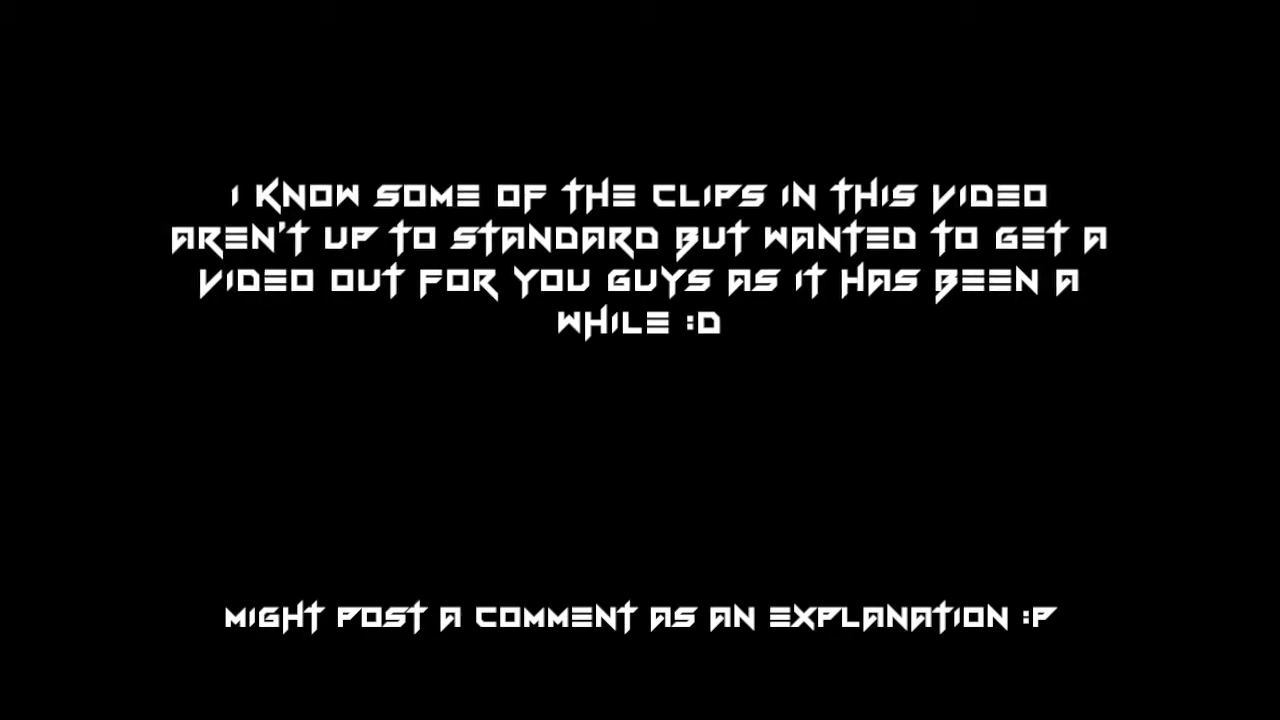 I KNOW SOME OF THE CLIPS IN THIS VIDEO
AREN'T UP TO STANDARD BUT WANTED TO GET A
VIDEO OUT FOR YOU GUYS AS IT HAS BEEN A
WHILE :D
MIGHT POST A COMMENT AS AN EXPLANATION :P